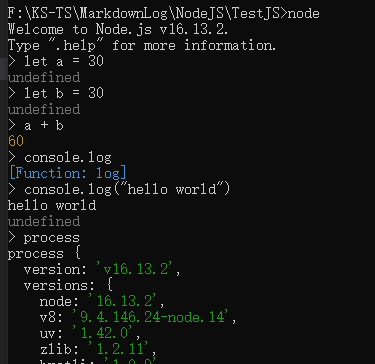 F:\KS-TS\MarkdownLog\NodeJS\TestJS>node
Welcome to Node.js v16.13.2.
Type ".help" for more information.
> let a = 30
undefined
> let b = 30
undefined
> a + b
60
> console.log
[Function: log]
> console.log("hello world")
hello world
undefined
> process
process {
  version: 'v16.13.2',
  versions: {
    node: '16.13.2',
    v8: '9.4.146.24-node.14',
    uv: '1.42.0',
    zlib: '1.2.11',